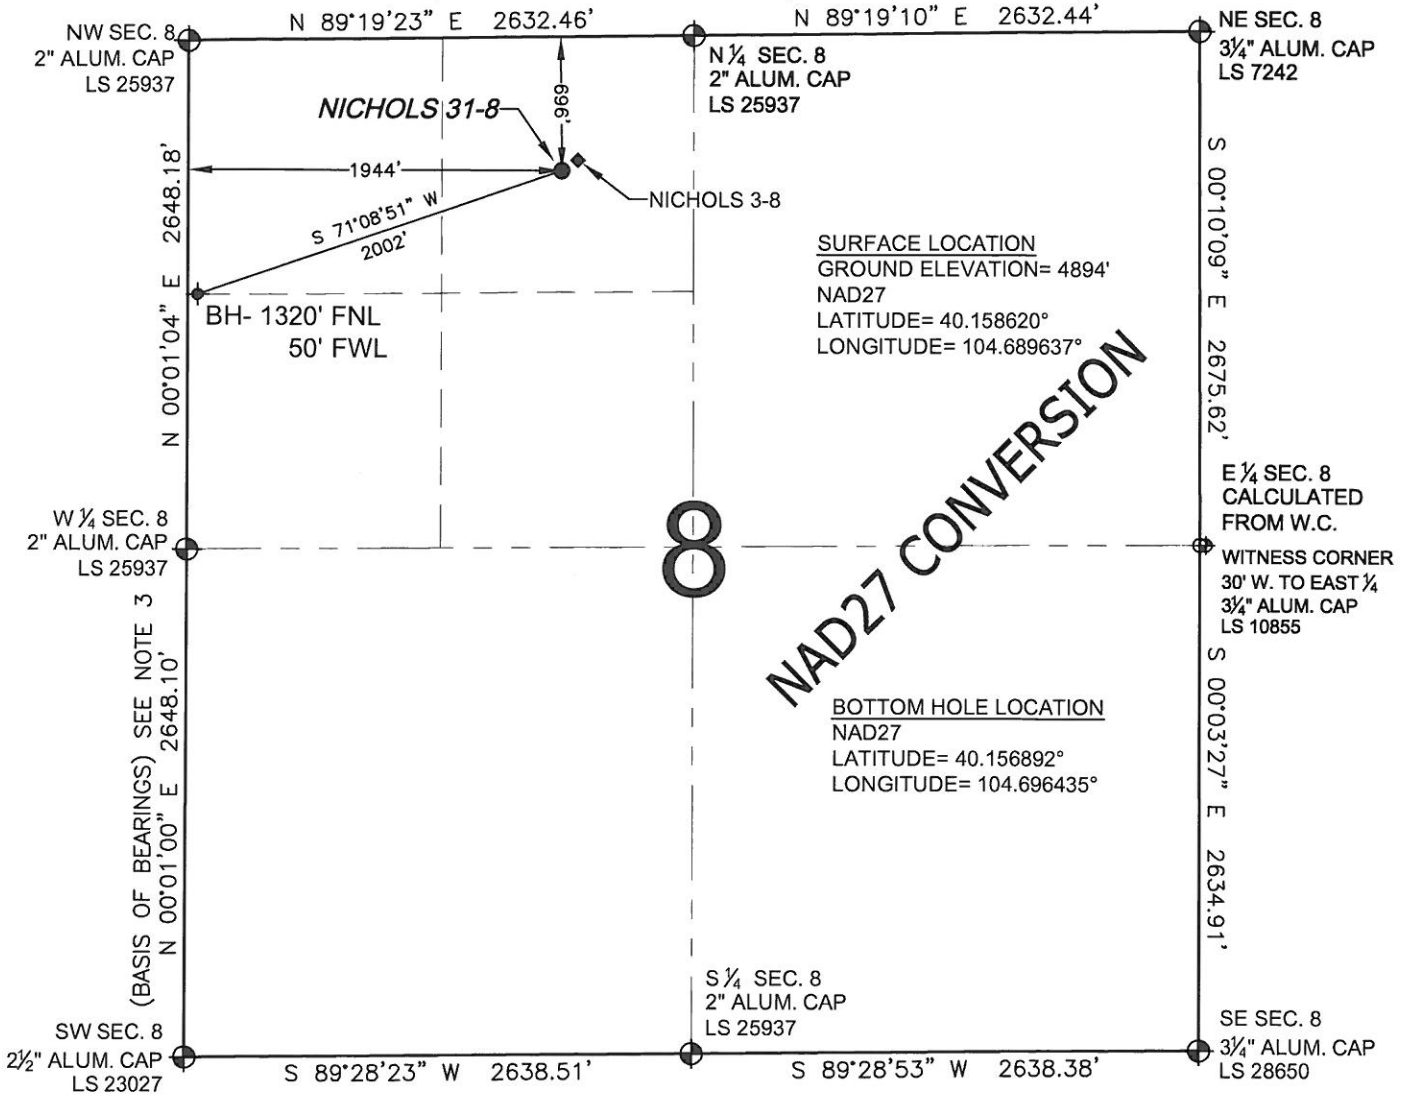 N 89°19'23" E 2632.46'
N 89°19'10" E 2632.44'
NW SEC. 8
2" ALUM. CAP
LS 25937
N ¼ SEC. 8
2" ALUM. CAP
LS 25937
NE SEC. 8
3¼" ALUM. CAP
LS 7242
NICHOLS 31-8
696'
1944'
NICHOLS 3-8
S 71°08'51" W
2002'
BH- 1320' FNL
50' FWL
N 00°01'04" E 2648.18'
S 00°10'09" E 2675.62'
SURFACE LOCATION
GROUND ELEVATION= 4894'
NAD27
LATITUDE= 40.158620°
LONGITUDE= 104.689637°
NAD27 CONVERSION
W ¼ SEC. 8
2" ALUM. CAP
LS 25937
8
E ¼ SEC. 8
CALCULATED
FROM W.C.
WITNESS CORNER
30' W. TO EAST ¼
3¼" ALUM. CAP
LS 10855
(BASIS OF BEARINGS) SEE NOTE 3
N 00°01'00" E 2648.10'
S 00°03'27" E 2634.91'
BOTTOM HOLE LOCATION
NAD27
LATITUDE= 40.156892°
LONGITUDE= 104.696435°
SW SEC. 8
2½" ALUM. CAP
LS 23027
S ¼ SEC. 8
2" ALUM. CAP
LS 25937
SE SEC. 8
3¼" ALUM. CAP
LS 28650
S 89°28'23" W 2638.51'
S 89°28'53" W 2638.38'